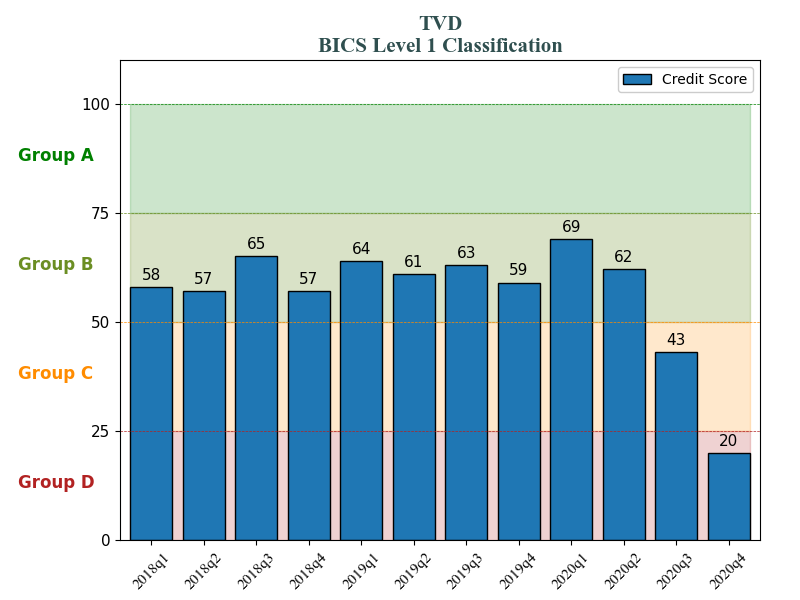 TVD
BICS Level 1 Classification
Credit Score
100
Group A
75
Group B
50
Group C
25
Group D
0
58
57
65
57
64
61
63
59
69
62
43
20
2018q1
2018q2
2018q3
2018q4
2019q1
2019q2
2019q3
2019q4
2020q1
2020q2
2020q3
2020q4